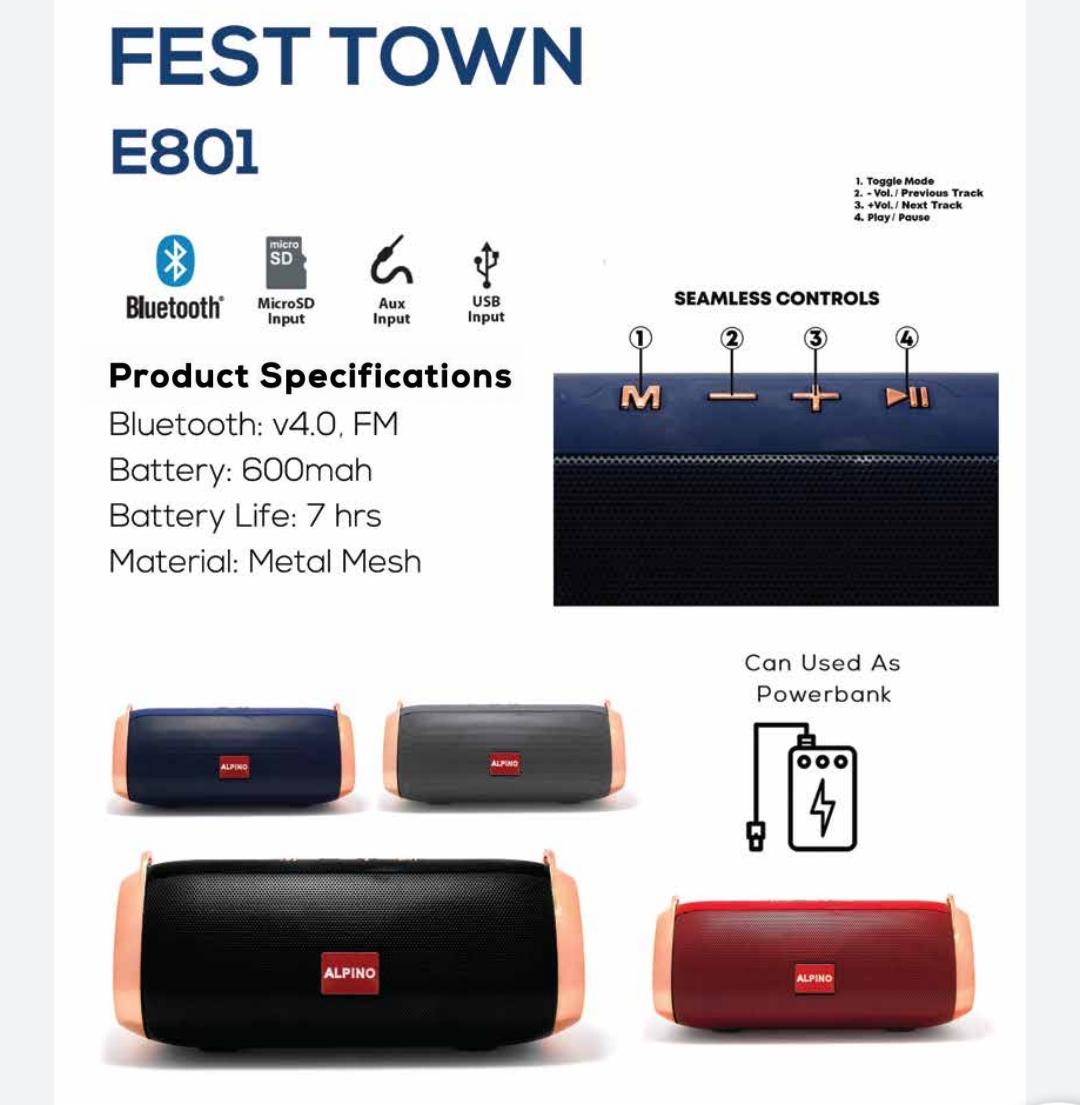 FEST TOWN
E801
1. Toggle Mode
2. - Vol. / Previous Track
3. +Vol. / Next Track
4. Play / Pause
micro
SD
Bluetooth®
MicroSD
Input
Aux
Input
USB
Input
SEAMLESS CONTROLS
1 2 3 4
M − +
Product Specifications
Bluetooth: v4.0, FM
Battery: 600mah
Battery Life: 7 hrs
Material: Metal Mesh
Can Used As
Powerbank
ALPINO
ALPINO
ALPINO
ALPINO